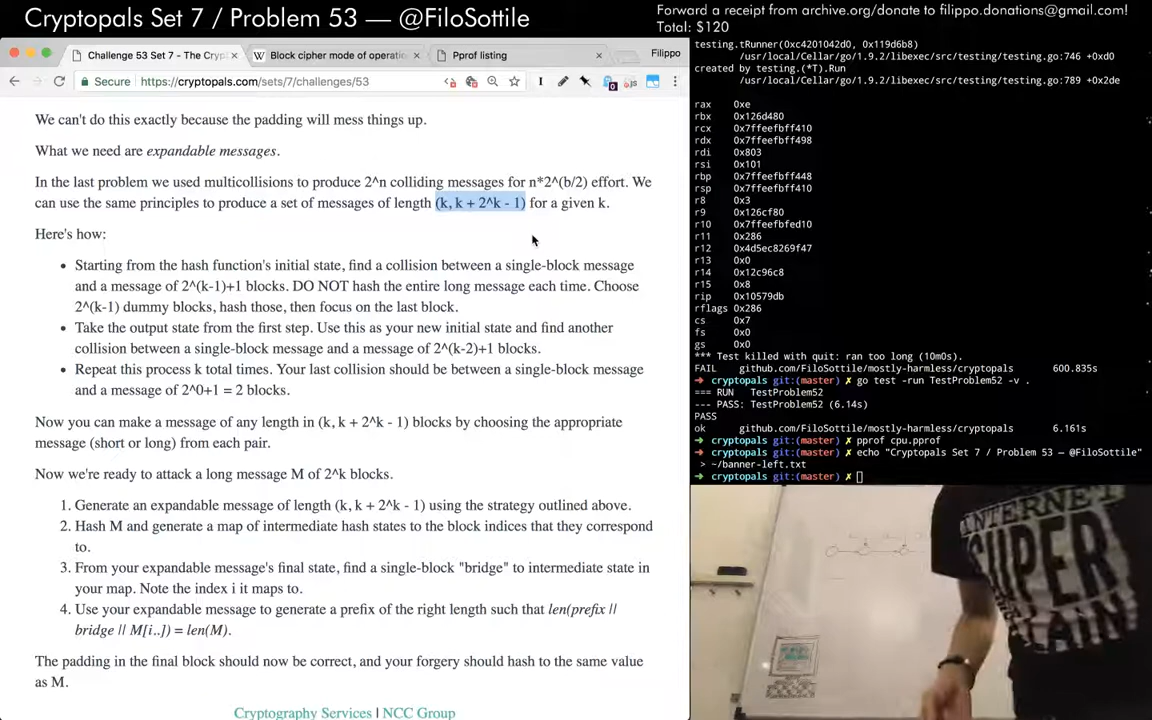 Cryptopals Set 7 / Problem 53 — @FiloSottile
Forward a receipt from archive.org/donate to filippo.donations@gmail.com!
Total: $120
Challenge 53 Set 7 - The Cryp
Block cipher mode of operation
Pprof listing
Filippo
Secure
https://cryptopals.com/sets/7/challenges/53
We can't do this exactly because the padding will mess things up.
What we need are expandable messages.
In the last problem we used multicollisions to produce 2^n colliding messages for n*2^(b/2) effort. We
can use the same principles to produce a set of messages of length (k, k + 2^k - 1) for a given k.
Here's how:
• Starting from the hash function's initial state, find a collision between a single-block message
and a message of 2^(k-1)+1 blocks. DO NOT hash the entire long message each time. Choose
2^(k-1) dummy blocks, hash those, then focus on the last block.
• Take the output state from the first step. Use this as your new initial state and find another
collision between a single-block message and a message of 2^(k-2)+1 blocks.
• Repeat this process k total times. Your last collision should be between a single-block message
and a message of 2^0+1 = 2 blocks.
Now you can make a message of any length in (k, k + 2^k - 1) blocks by choosing the appropriate
message (short or long) from each pair.
Now we're ready to attack a long message M of 2^k blocks.
1. Generate an expandable message of length (k, k + 2^k - 1) using the strategy outlined above.
2. Hash M and generate a map of intermediate hash states to the block indices that they correspond
to.
3. From your expandable message's final state, find a single-block "bridge" to intermediate state in
your map. Note the index i it maps to.
4. Use your expandable message to generate a prefix of the right length such that len(prefix ||
bridge || M[i..]) = len(M).
The padding in the final block should now be correct, and your forgery should hash to the same value
as M.
Cryptography Services | NCC Group
testing.tRunner(0xc4201042d0, 0x119d6b8)
/usr/local/Cellar/go/1.9.2/libexec/src/testing/testing.go:746 +0xd0
created by testing.(*T).Run
/usr/local/Cellar/go/1.9.2/libexec/src/testing/testing.go:789 +0x2de
rax 0xe
rbx 0x126d480
rcx 0x7ffeefbff410
rdx 0x7ffeefbff498
rdi 0x803
rsi 0x101
rbp 0x7ffeefbff448
rsp 0x7ffeefbff410
r8 0x3
r9 0x126cf80
r10 0x7ffeefbfed10
r11 0x286
r12 0x4d5ec8269f47
r13 0x0
r14 0x12c96c8
r15 0x8
rip 0x10579db
rflags 0x286
cs 0x7
fs 0x0
gs 0x0
*** Test killed with quit: ran too long (10m0s).
FAIL github.com/FiloSottile/mostly-harmless/cryptopals 600.835s
➜ cryptopals git:(master) ✗ go test -run TestProblem52 -v .
=== RUN TestProblem52
--- PASS: TestProblem52 (6.14s)
PASS
ok github.com/FiloSottile/mostly-harmless/cryptopals 6.161s
➜ cryptopals git:(master) ✗ pprof cpu.pprof
➜ cryptopals git:(master) ✗ echo "Cryptopals Set 7 / Problem 53 — @FiloSottile"
> ~/banner-left.txt
➜ cryptopals git:(master) ✗
INTERNET
SUPER